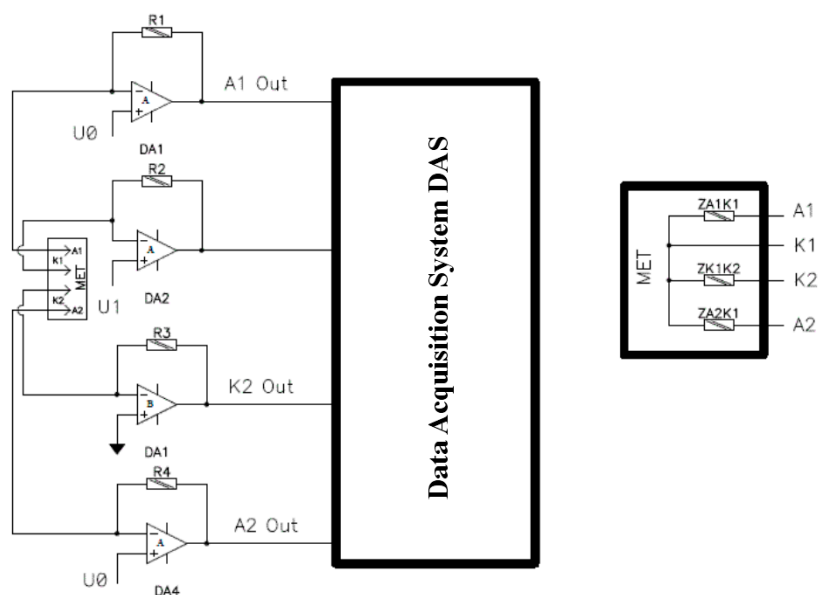 R1
A
A1 Out
U0
DA1
R2
A
U1
DA2
A1
K1
K2
A2
MET
R3
B
K2 Out
DA1
R4
A
A2 Out
U0
DA4
Data Acquisition System DAS
MET
ZA1K1
A1
K1
ZK1K2
K2
ZA2K1
A2